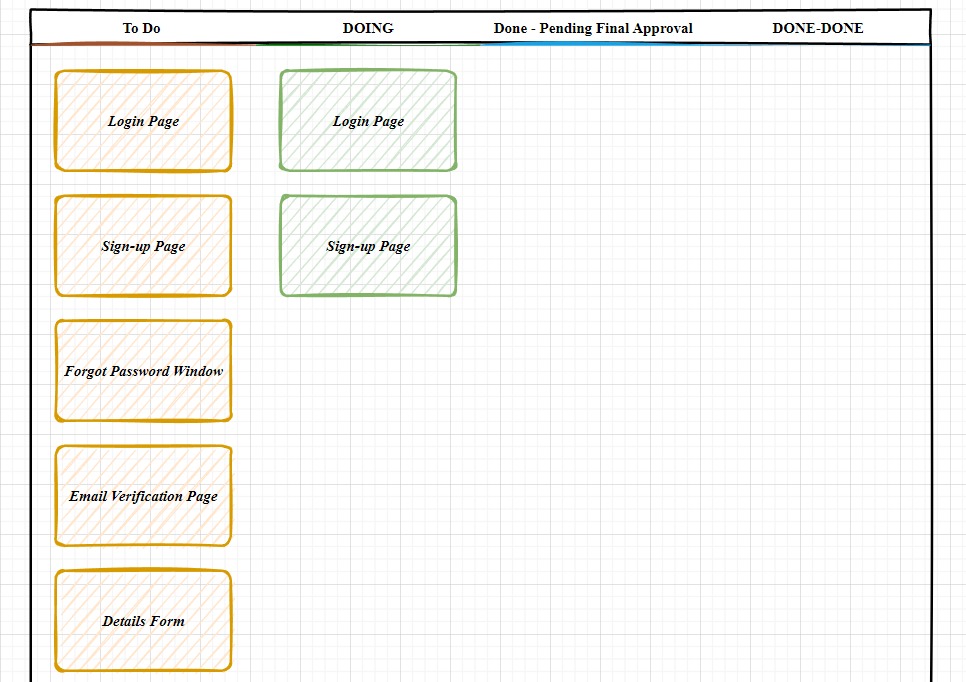 To Do
DOING
Done - Pending Final Approval
DONE-DONE
Login Page
Login Page
Sign-up Page
Sign-up Page
Forgot Password Window
Email Verification Page
Details Form